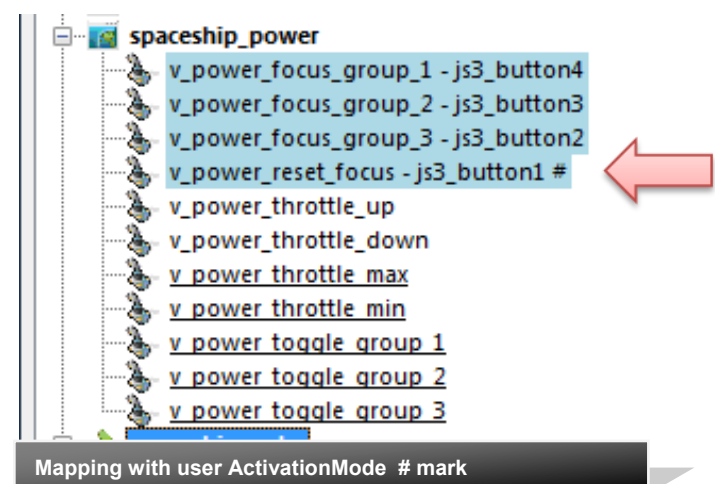 spaceship_power
v_power_focus_group_1 - js3_button4
v_power_focus_group_2 - js3_button3
v_power_focus_group_3 - js3_button2
v_power_reset_focus - js3_button1 #
v_power_throttle_up
v_power_throttle_down
v_power_throttle_max
v_power_throttle_min
v_power_toggle_group_1
v_power_toggle_group_2
v_power_toggle_group_3
Mapping with user ActivationMode # mark